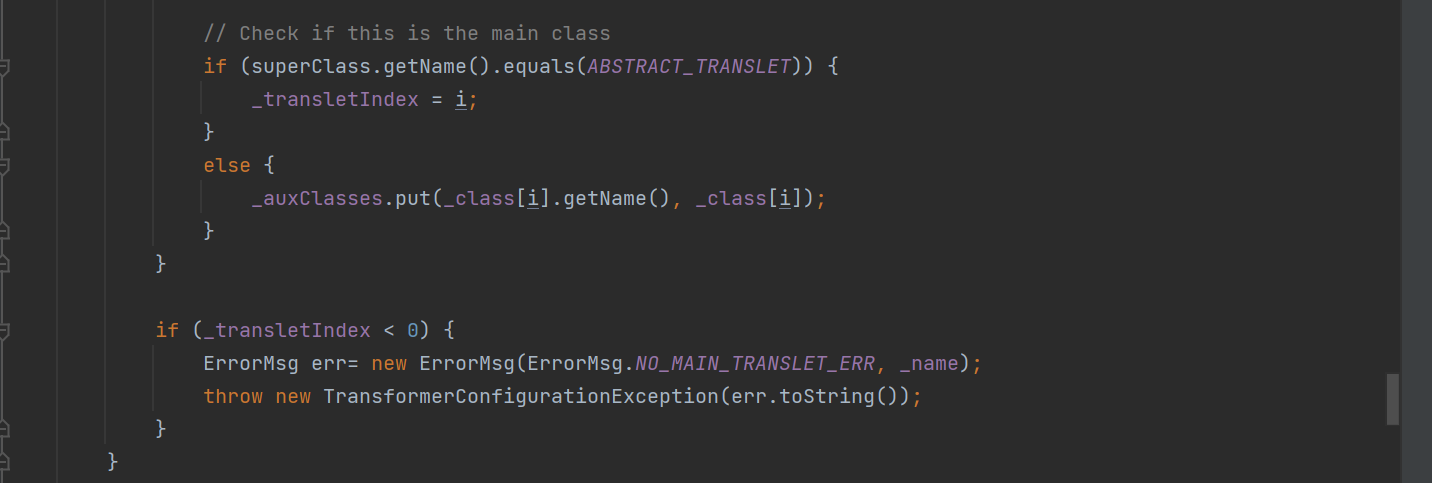 // Check if this is the main class
if (superClass.getName().equals(ABSTRACT_TRANSLET)) {
_transletIndex = i;
}
else {
_auxClasses.put(_class[i].getName(), _class[i]);
}
}
if (_transletIndex < 0) {
ErrorMsg err= new ErrorMsg(ErrorMsg.NO_MAIN_TRANSLET_ERR, _name);
throw new TransformerConfigurationException(err.toString());
}
}